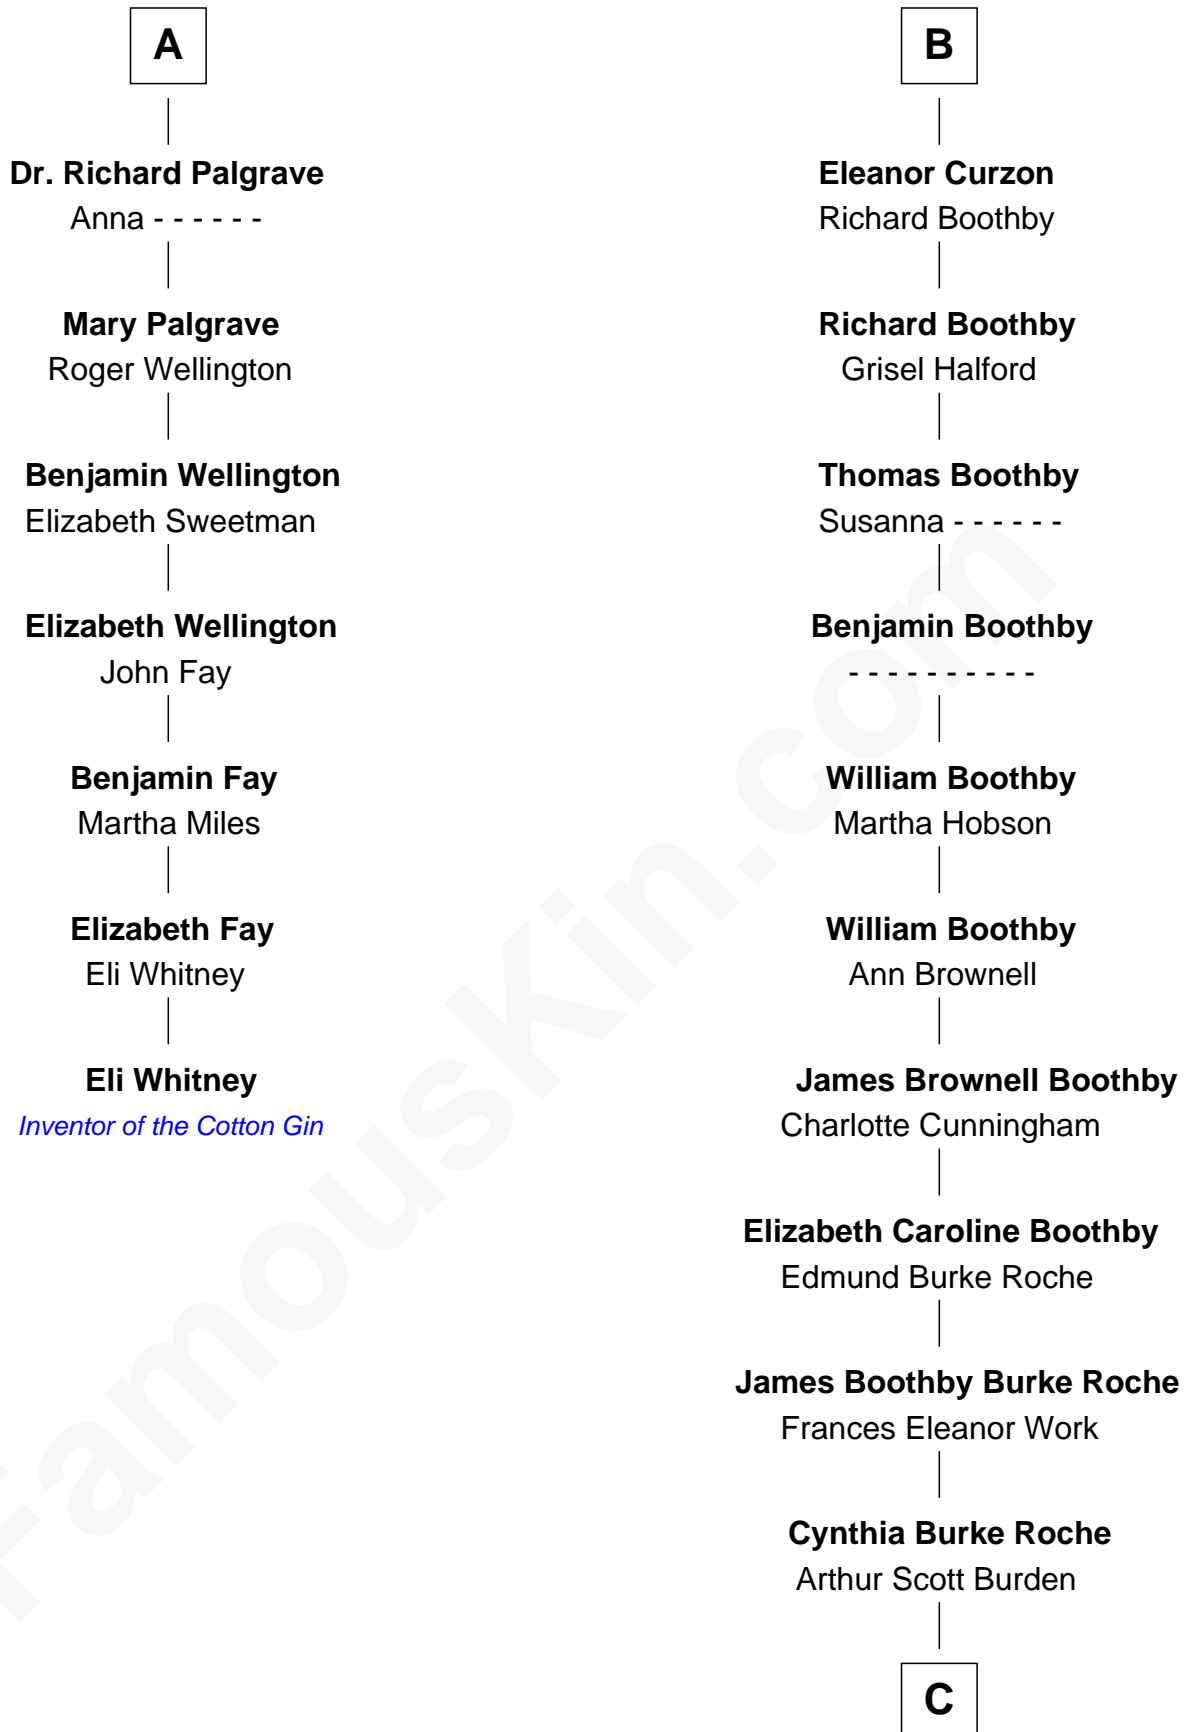 A
Dr. Richard Palgrave
Anna - - - - - -
Mary Palgrave
Roger Wellington
Benjamin Wellington
Elizabeth Sweetman
Elizabeth Wellington
John Fay
Benjamin Fay
Martha Miles
Elizabeth Fay
Eli Whitney
Eli Whitney
Inventor of the Cotton Gin
B
Eleanor Curzon
Richard Boothby
Richard Boothby
Grisel Halford
Thomas Boothby
Susanna - - - - - -
Benjamin Boothby
- - - - - - - - - -
William Boothby
Martha Hobson
William Boothby
Ann Brownell
James Brownell Boothby
Charlotte Cunningham
Elizabeth Caroline Boothby
Edmund Burke Roche
James Boothby Burke Roche
Frances Eleanor Work
Cynthia Burke Roche
Arthur Scott Burden
C
FamousKin.com